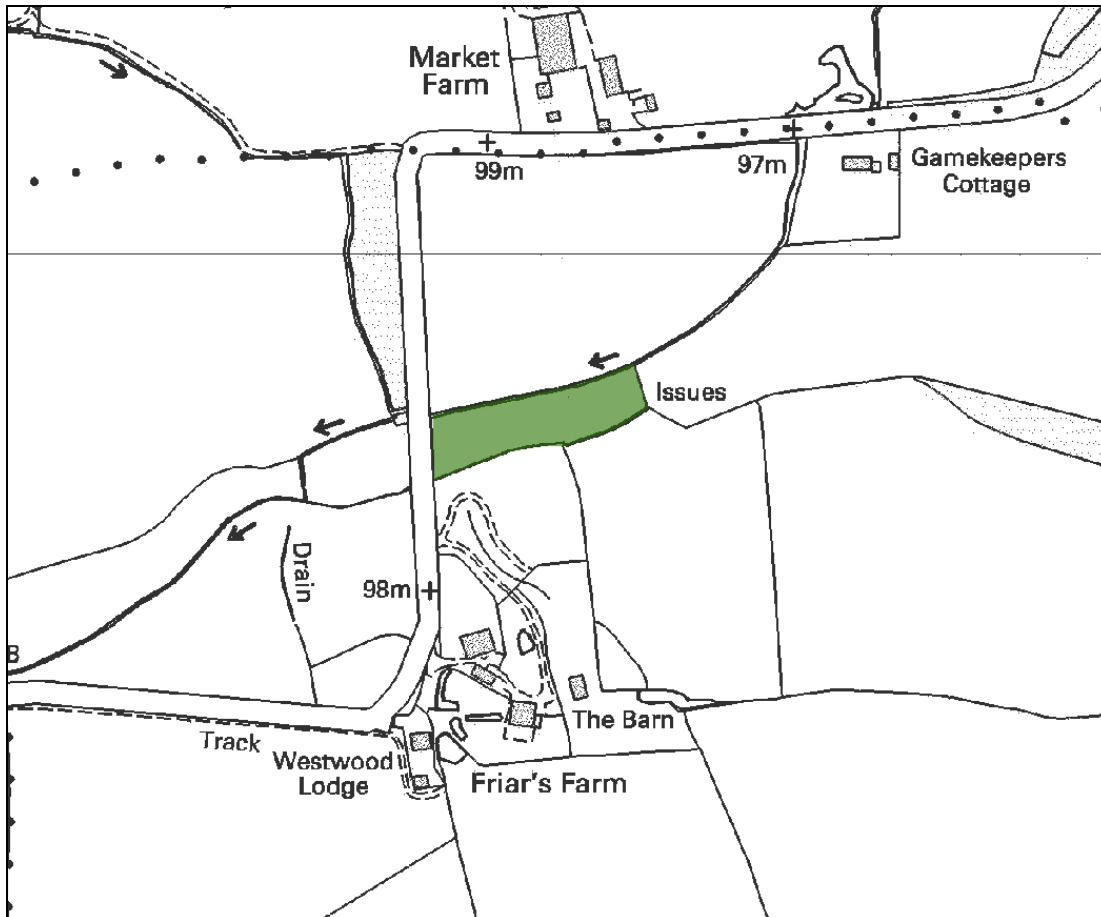 Market
Farm
99m
97m
Gamekeepers
Cottage
Issues
Drain
98m
B
Track
Westwood
Lodge
The Barn
Friar's Farm